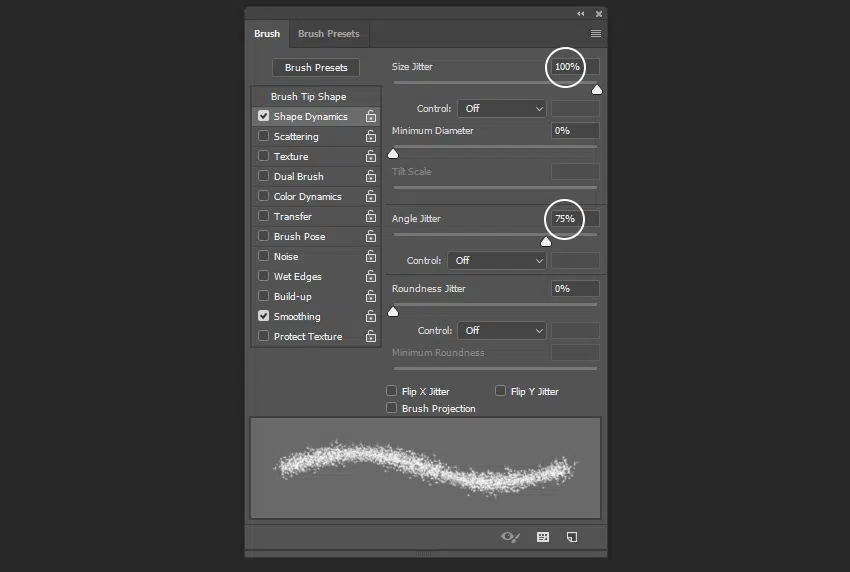 Brush Brush Presets
Brush Presets
Brush Tip Shape
Shape Dynamics
Scattering
Texture
Dual Brush
Color Dynamics
Transfer
Brush Pose
Noise
Wet Edges
Build-up
Smoothing
Protect Texture
Size Jitter 100%
Control: Off
Minimum Diameter 0%
Tilt Scale
Angle Jitter 75%
Control: Off
Roundness Jitter 0%
Control: Off
Minimum Roundness
Flip X Jitter Flip Y Jitter
Brush Projection